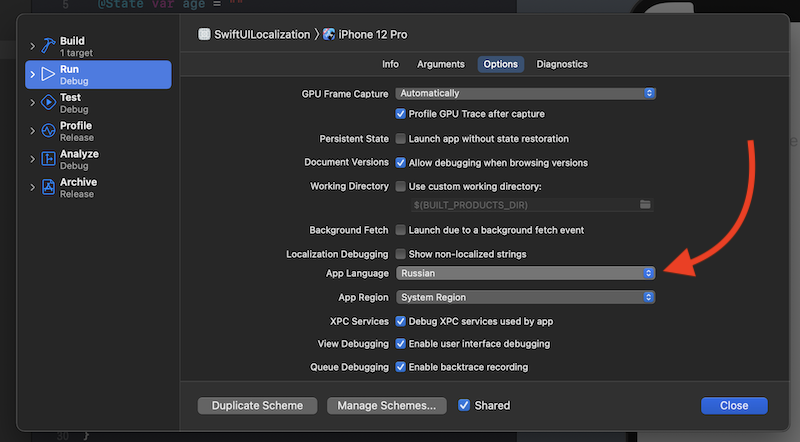 5 @State var age = ""
SwiftUILocalization › iPhone 12 Pro
Build
1 target
Run
Debug
Test
Debug
Profile
Release
Analyze
Debug
Archive
Release
Info Arguments Options Diagnostics
GPU Frame Capture Automatically
Profile GPU Trace after capture
Persistent State Launch app without state restoration
Document Versions Allow debugging when browsing versions
Working Directory Use custom working directory:
$(BUILT_PRODUCTS_DIR)
Background Fetch Launch due to a background fetch event
Localization Debugging Show non-localized strings
App Language Russian
App Region System Region
XPC Services Debug XPC services used by app
View Debugging Enable user interface debugging
Queue Debugging Enable backtrace recording
Duplicate Scheme Manage Schemes... Shared Close
30 }